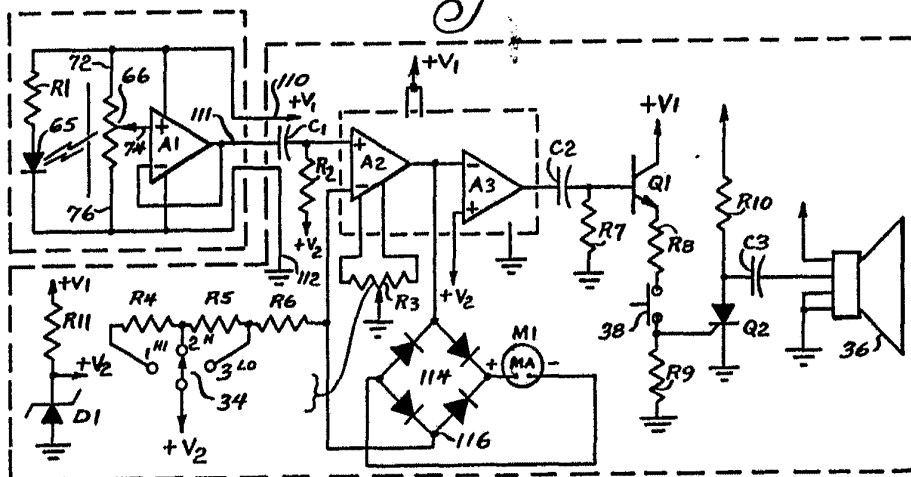 +V1
72
66
110
R1
111
+V1
C1
+
A1
-
+
A2
-
-
A3
+
C2
+V1
Q1
R10
65
74
R2
76
+V2
112
R3
+V2
R7
R8
C3
38
Q2
36
R9
+V1
R11
R4
R5
R6
1 HI
2 N
3 LO
34
+V2
D1
+V2
114
M1
+
MA
-
116